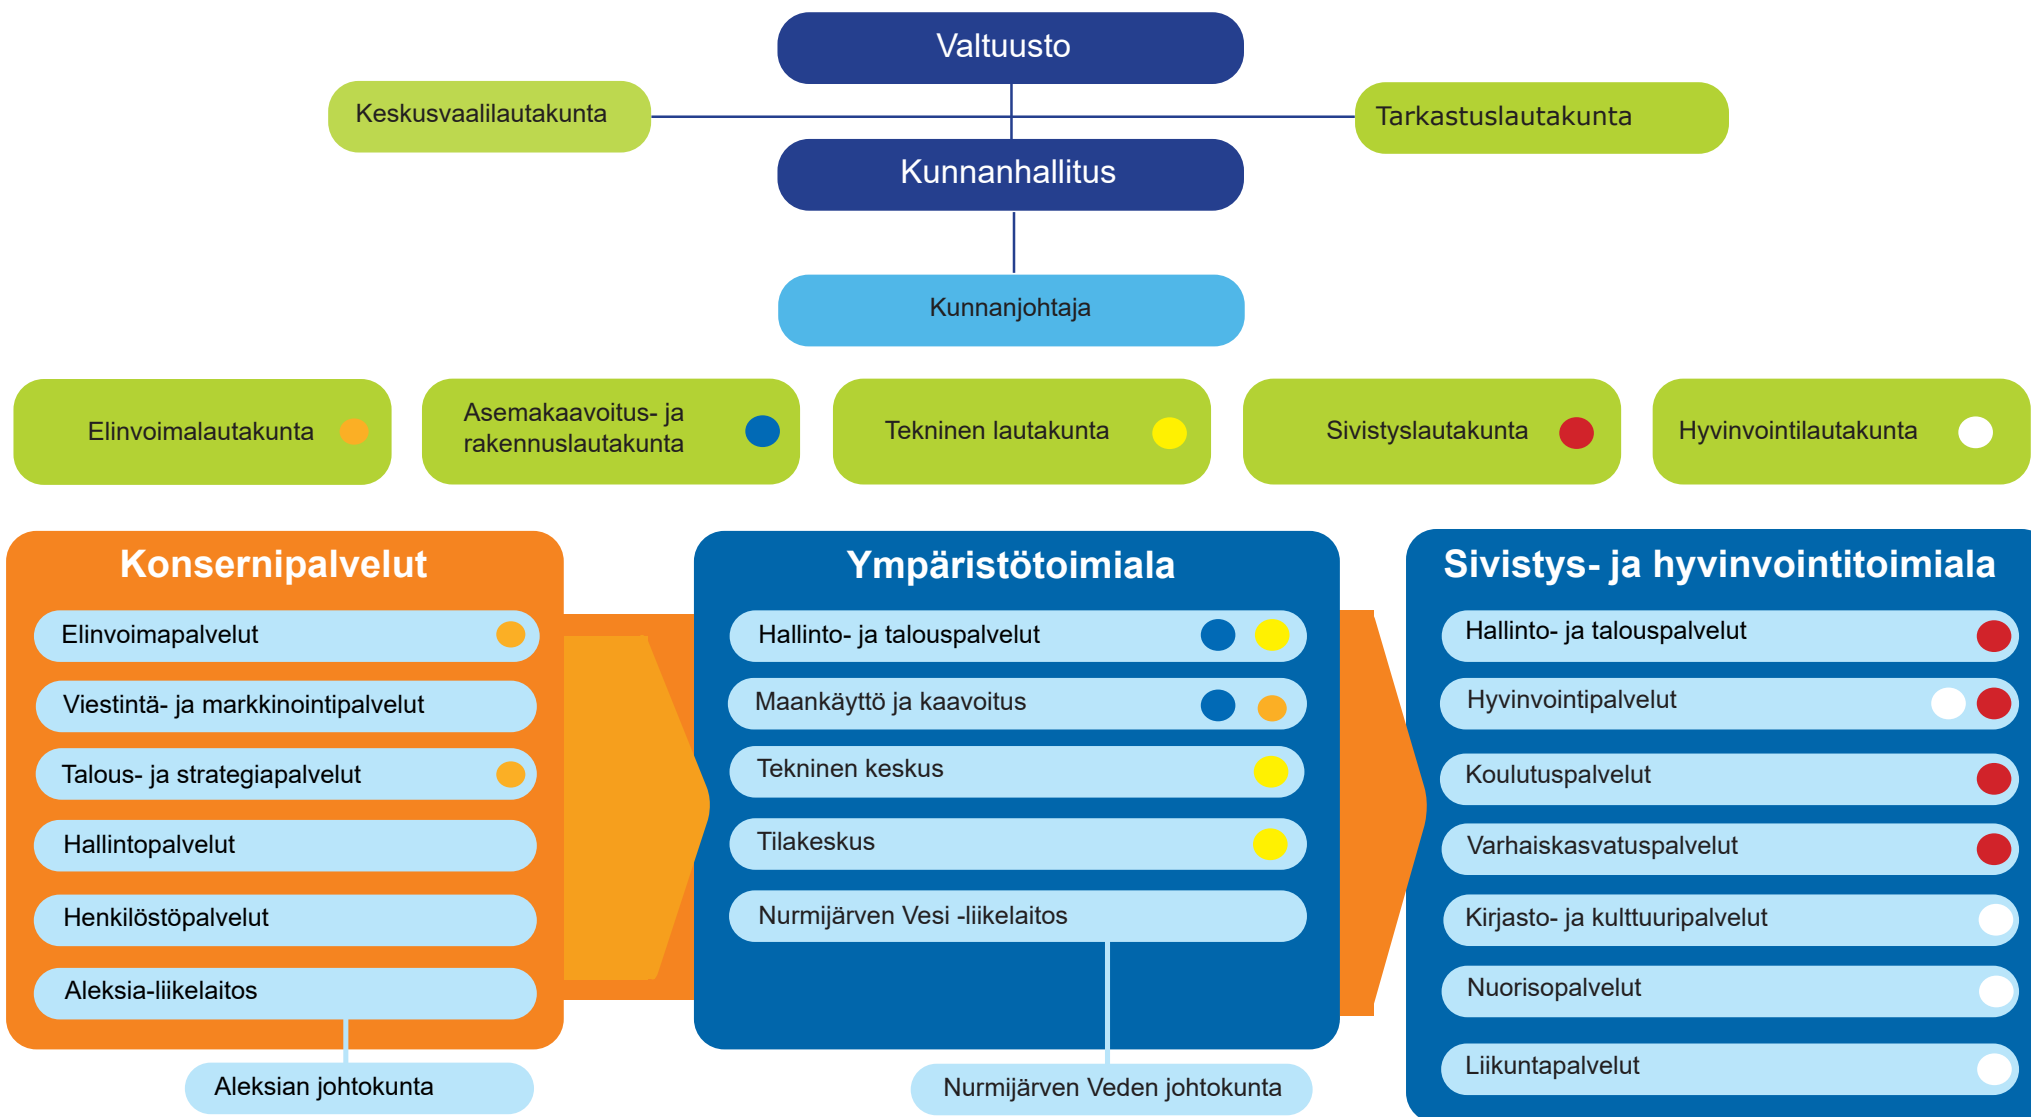 Valtuusto
Keskusvaalilautakunta
Tarkastuslautakunta
Kunnanhallitus
Kunnanjohtaja
Elinvoimalautakunta
Asemakaavoitus- ja
rakennuslautakunta
Tekninen lautakunta
Sivistyslautakunta
Hyvinvointilautakunta
Konsernipalvelut
Elinvoimapalvelut
Viestintä- ja markkinointipalvelut
Talous- ja strategiapalvelut
Hallintopalvelut
Henkilöstöpalvelut
Aleksia-liikelaitos
Aleksian johtokunta
Ympäristötoimiala
Hallinto- ja talouspalvelut
Maankäyttö ja kaavoitus
Tekninen keskus
Tilakeskus
Nurmijärven Vesi -liikelaitos
Nurmijärven Veden johtokunta
Sivistys- ja hyvinvointitoimiala
Hallinto- ja talouspalvelut
Hyvinvointipalvelut
Koulutuspalvelut
Varhaiskasvatuspalvelut
Kirjasto- ja kulttuuripalvelut
Nuorisopalvelut
Liikuntapalvelut